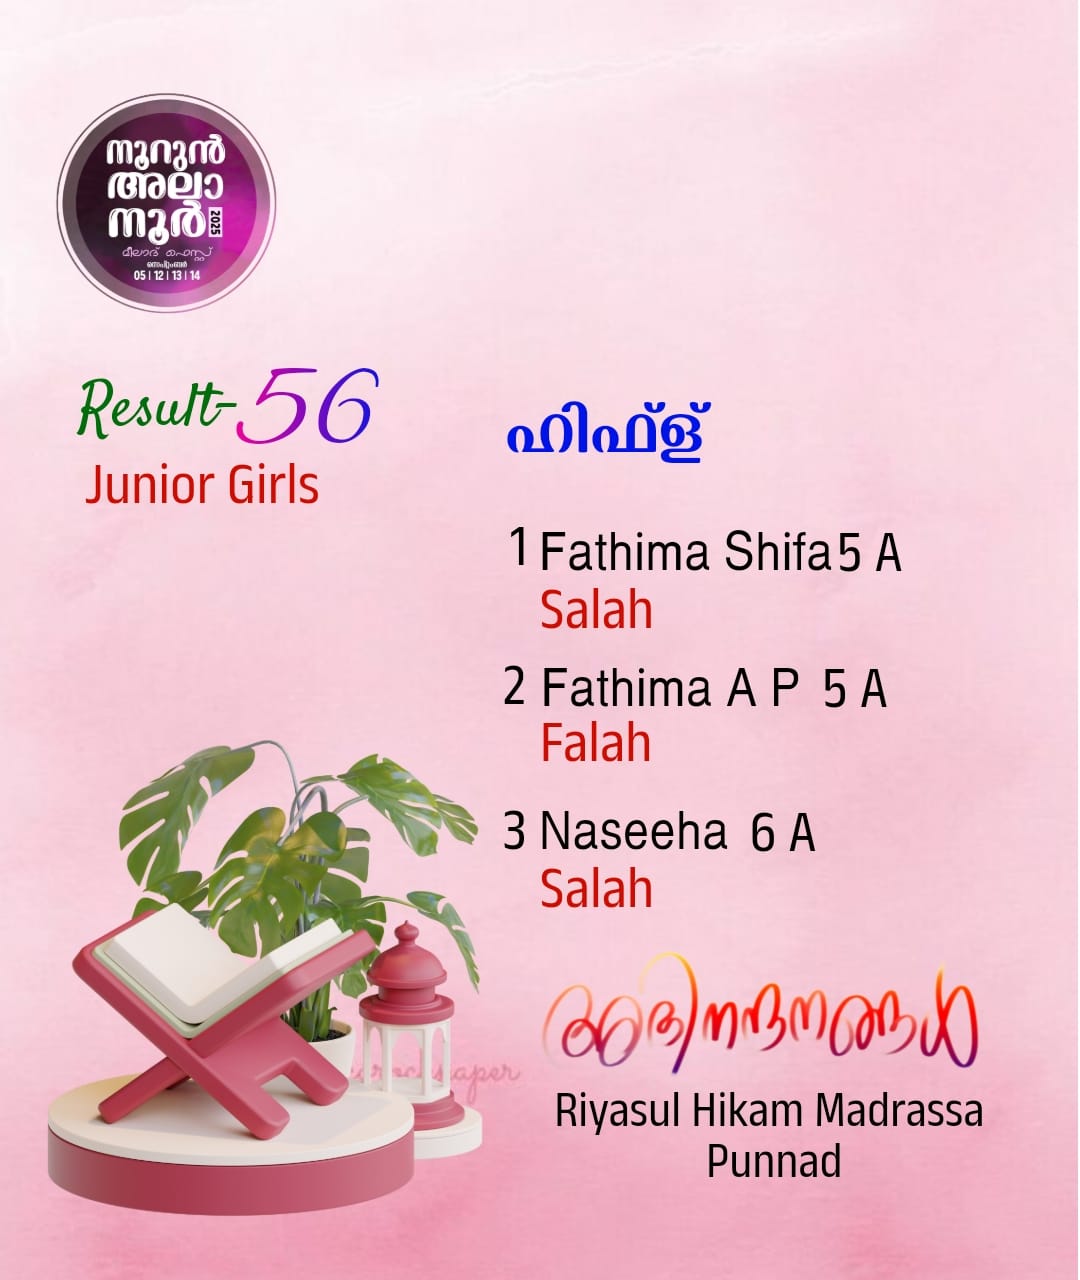 നൂറുൻ
അലാ
നൂർ 2025
മീലാദ് ഫെസ്റ്റ്
സെപ്റ്റംബർ
05 | 12 | 13 | 14
Result-56
Junior Girls
ഹിഫ്ള്
1 Fathima Shifa 5 A
Salah
2 Fathima A P 5 A
Falah
3 Naseeha 6 A
Salah
അഭിനന്ദനങ്ങൾ
Riyasul Hikam Madrassa
Punnad